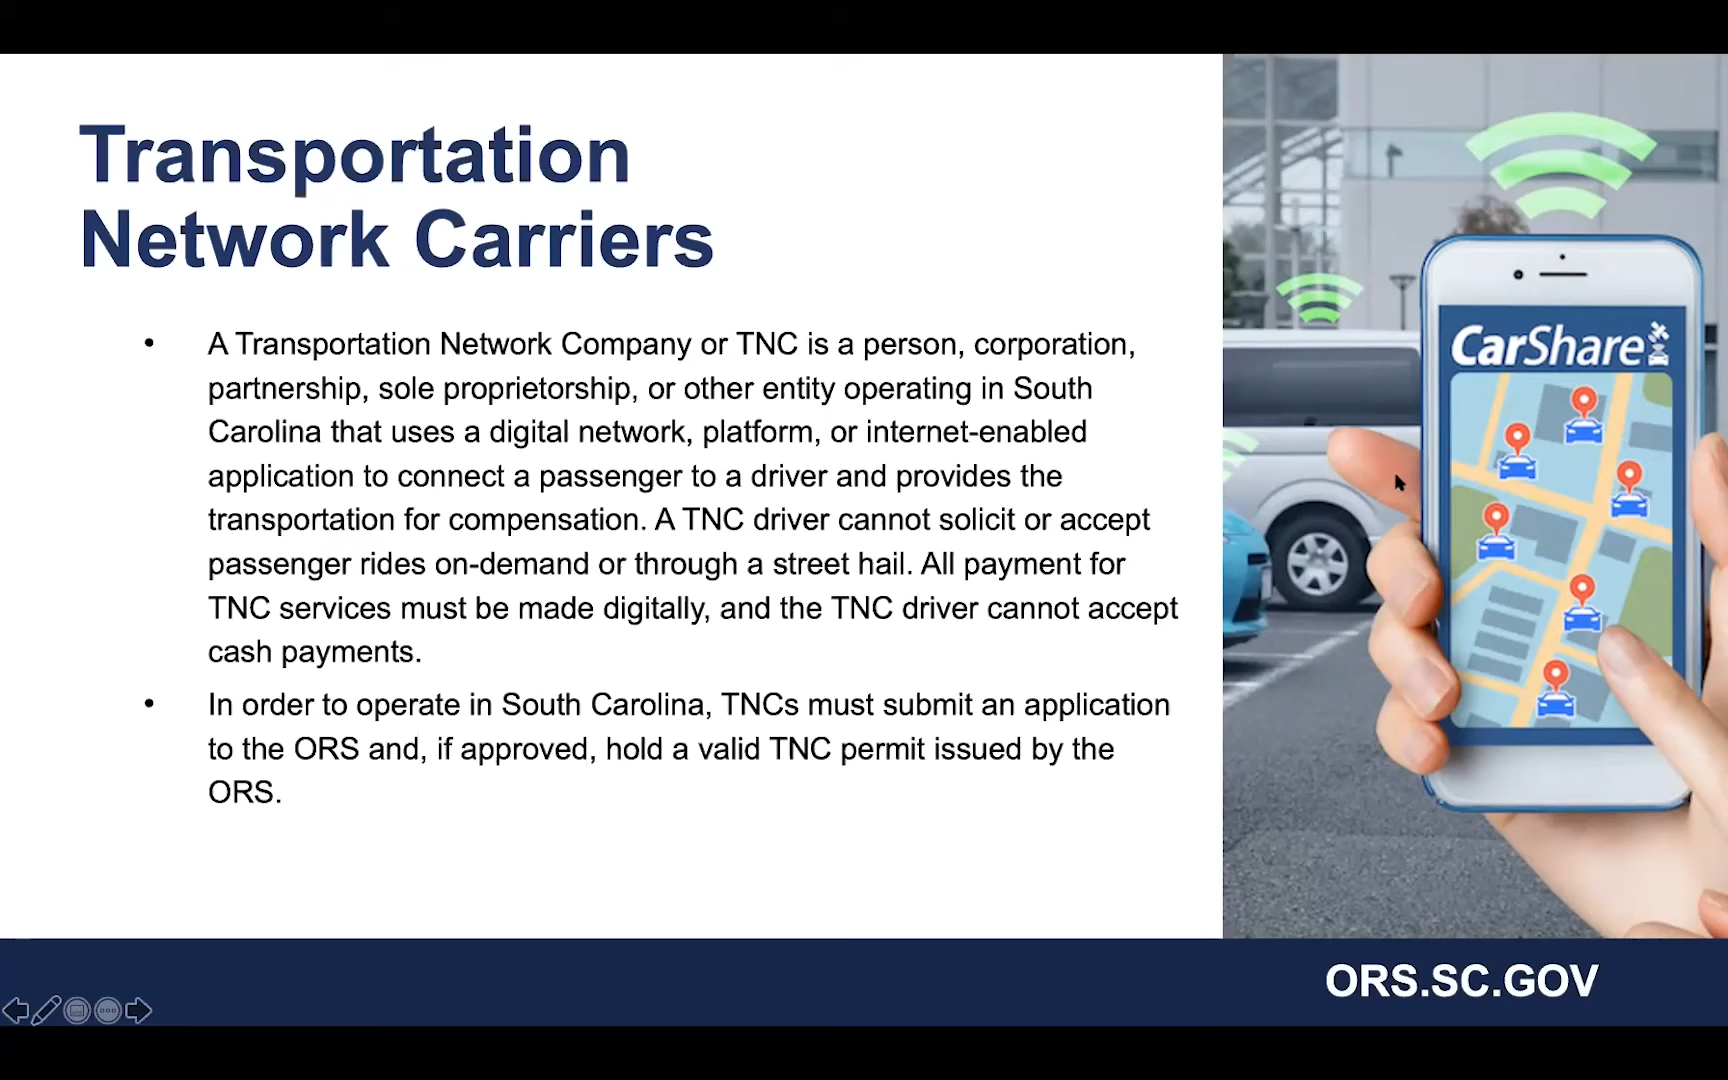 Transportation
Network Carriers
• A Transportation Network Company or TNC is a person, corporation,
partnership, sole proprietorship, or other entity operating in South
Carolina that uses a digital network, platform, or internet-enabled
application to connect a passenger to a driver and provides the
transportation for compensation. A TNC driver cannot solicit or accept
passenger rides on-demand or through a street hail. All payment for
TNC services must be made digitally, and the TNC driver cannot accept
cash payments.
• In order to operate in South Carolina, TNCs must submit an application
to the ORS and, if approved, hold a valid TNC permit issued by the
ORS.
CarShare
ORS.SC.GOV